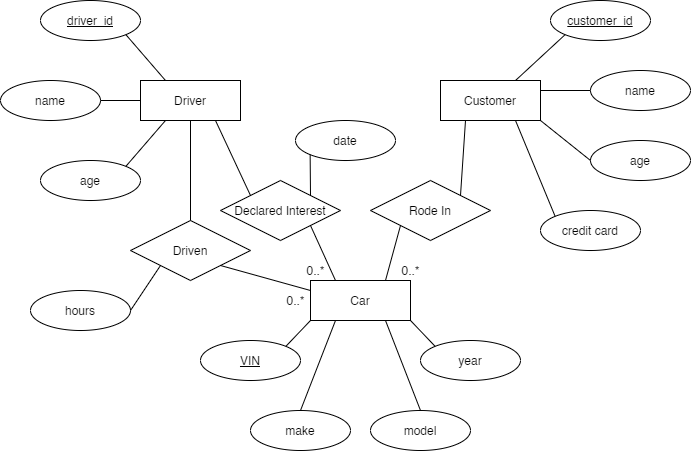 driver_id
customer_id
name
Driver
Customer
name
date
age
age
Declared Interest
Rode In
credit card
Driven
0..*
0..*
0..*
Car
hours
VIN
year
make
model